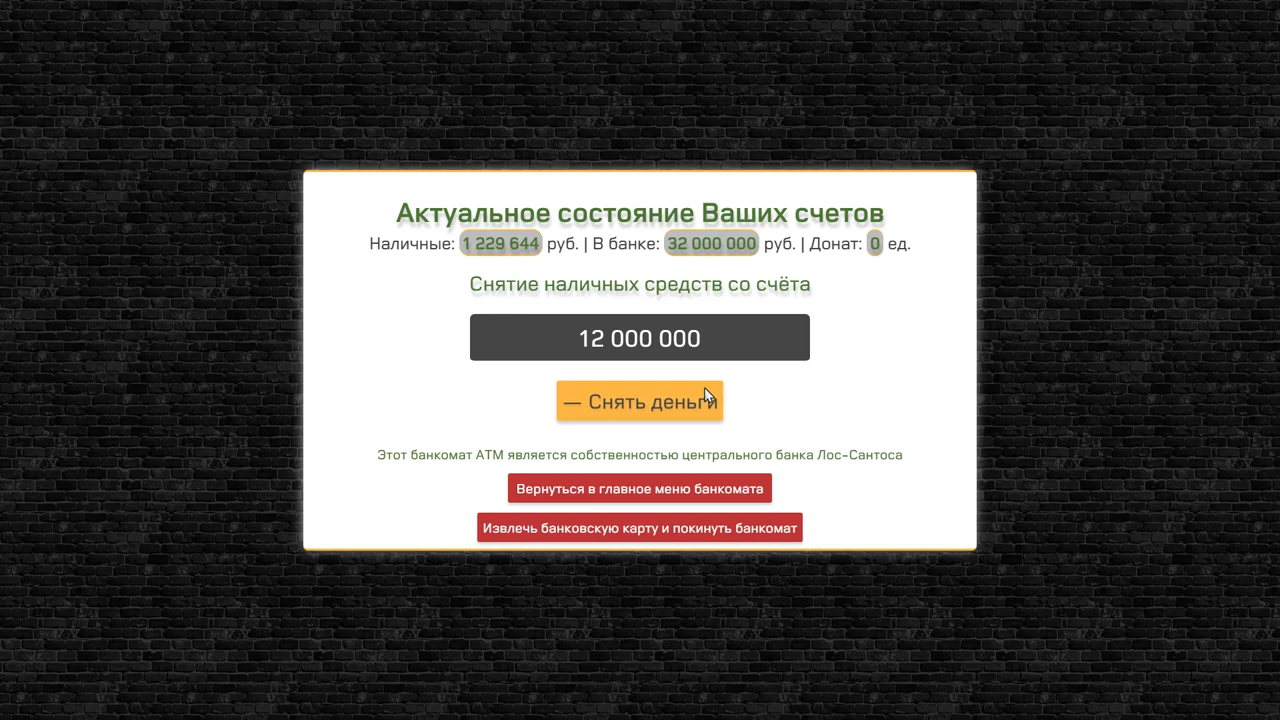 Актуальное состояние Ваших счетов
Наличные: 1 229 644 руб. | В банке: 32 000 000 руб. | Донат: 0 ед.
Снятие наличных средств со счёта
12 000 000
— Снять деньги
Этот банкомат ATM является собственностью центрального банка Лос-Сантоса
Вернуться в главное меню банкомата
Извлечь банковскую карту и покинуть банкомат